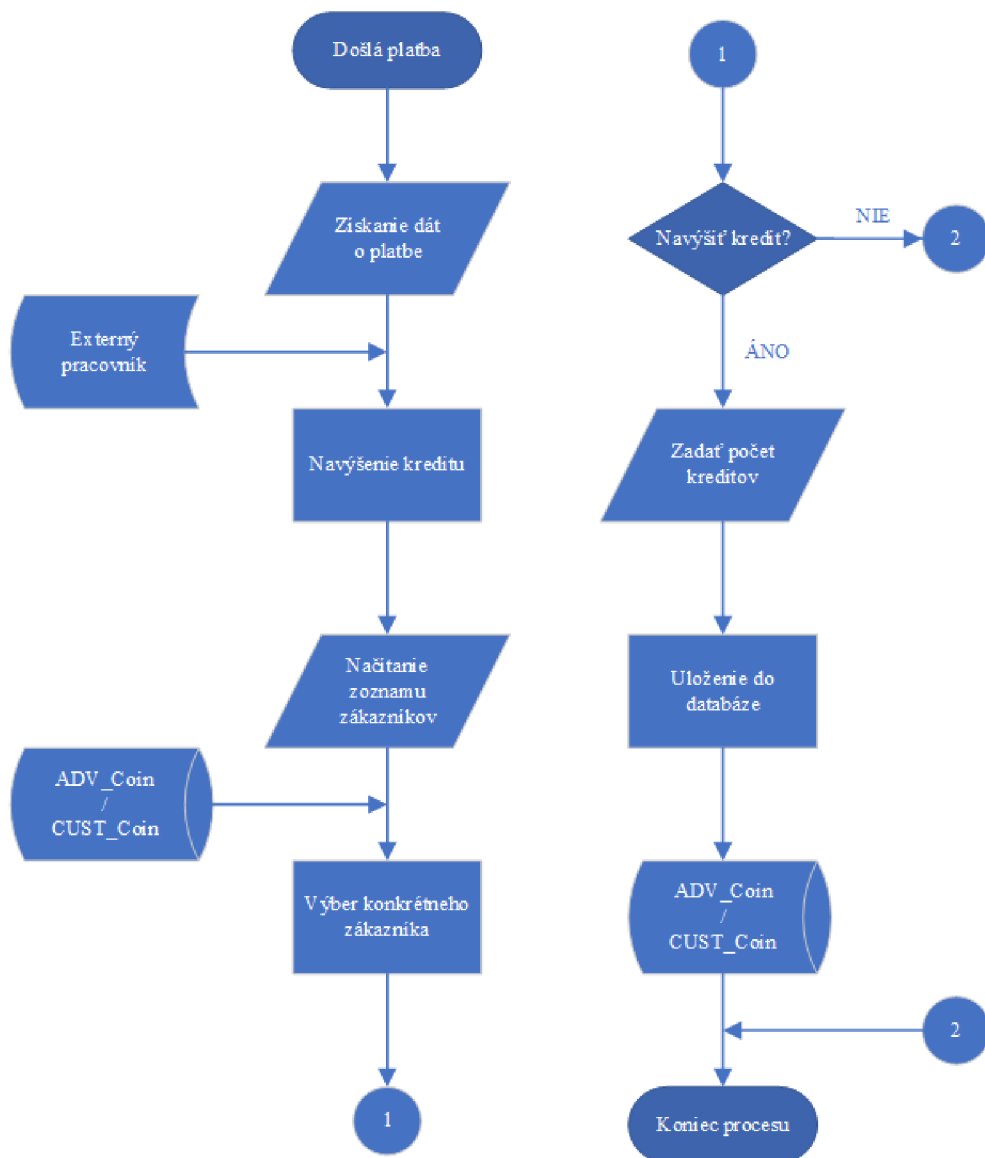 Došlá platba
Získanie dát
o platbe
Externý
pracovník
Navýšenie kreditu
Načítanie
zoznamu
zákazníkov
ADV_Coin
/
CUST_Coin
Výber konkrétneho
zákazníka
1
1
Navýšiť kredit?
NIE
2
ÁNO
Zadať počet
kreditov
Uloženie do
databáze
ADV_Coin
/
CUST_Coin
2
Koniec procesu